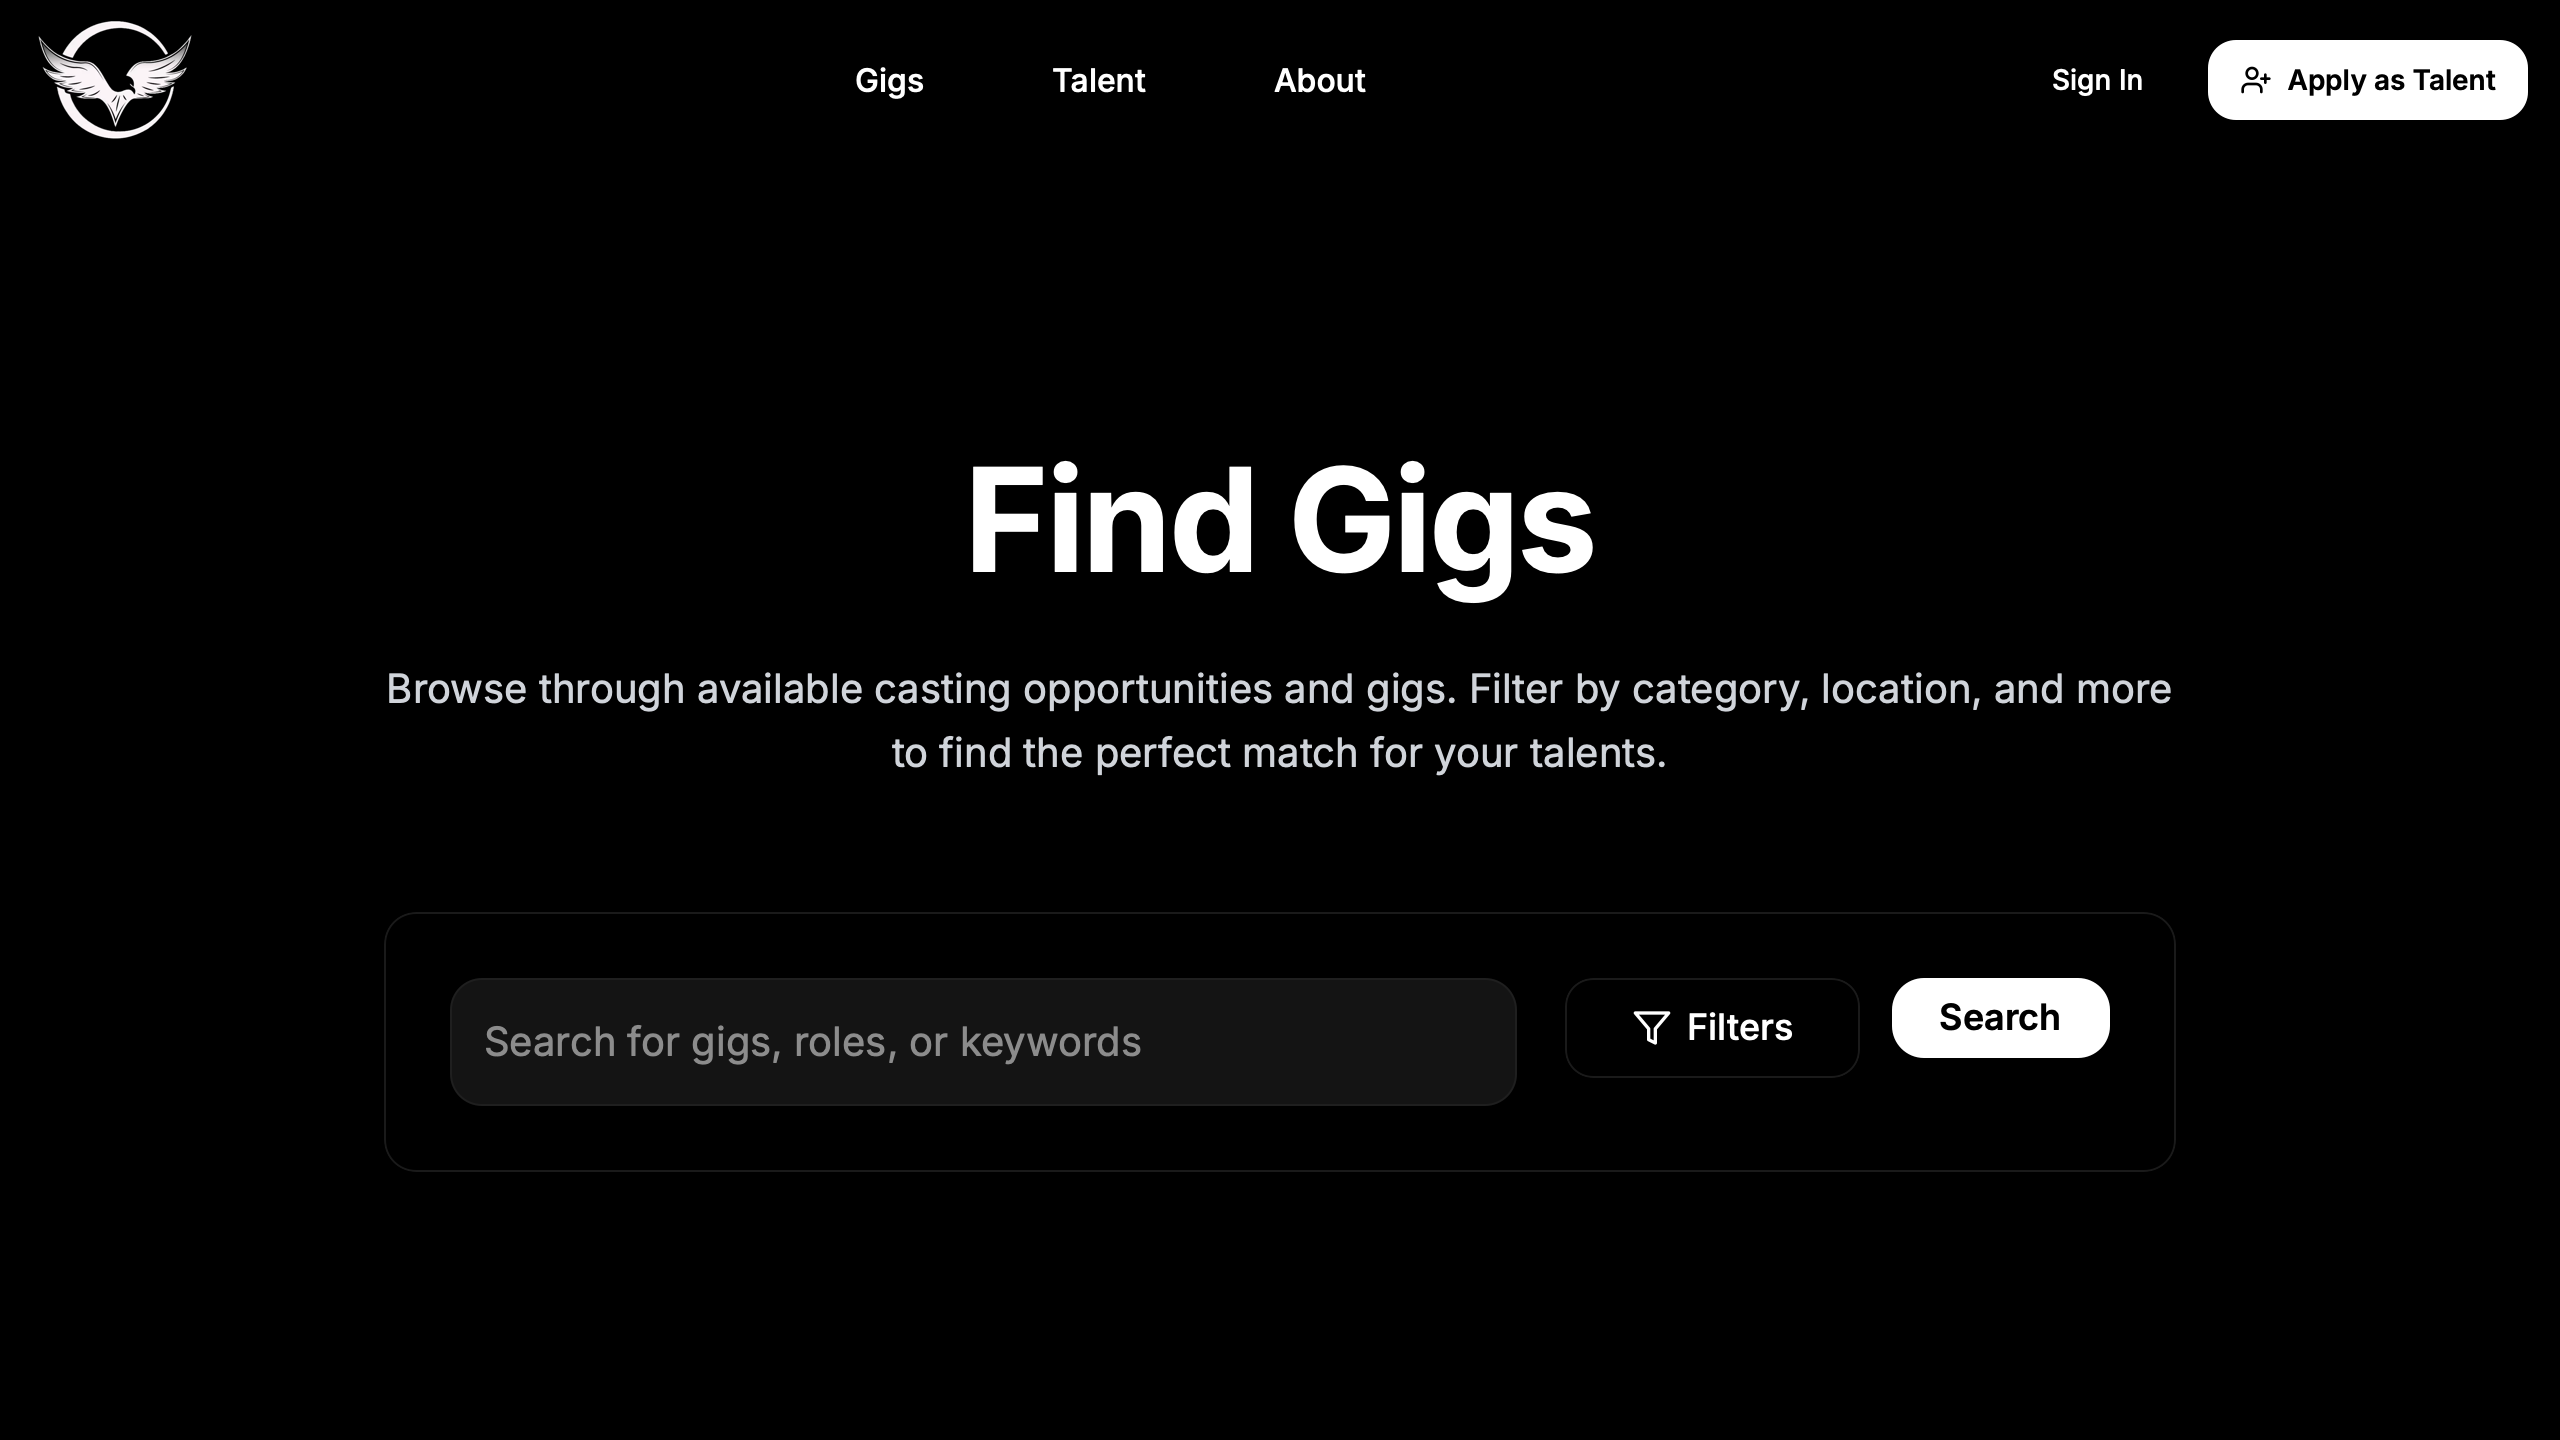 Gigs
Talent
About
Sign In
Apply as Talent
Find Gigs
Browse through available casting opportunities and gigs. Filter by category, location, and more
to find the perfect match for your talents.
Search for gigs, roles, or keywords
Filters
Search